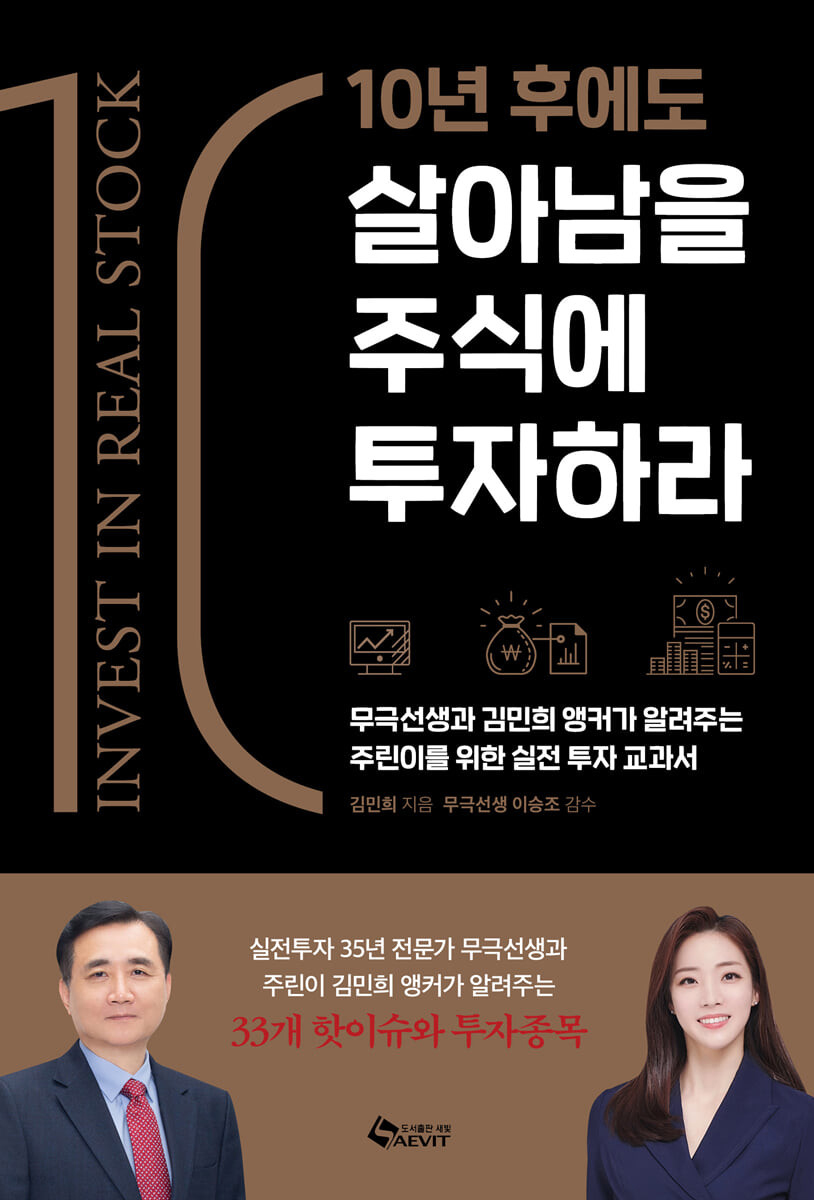 10
INVEST IN REAL STOCK
10년 후에도
살아남을
주식에
투자하라
₩
$
무극선생과 김민희 앵커가 알려주는
주린이를 위한 실전 투자 교과서
김민희 지음 무극선생 이승조 감수
실전투자 35년 전문가 무극선생과
주린이 김민희 앵커가 알려주는
33개 핫이슈와 투자종목
도서출판 새빛
SAEVIT